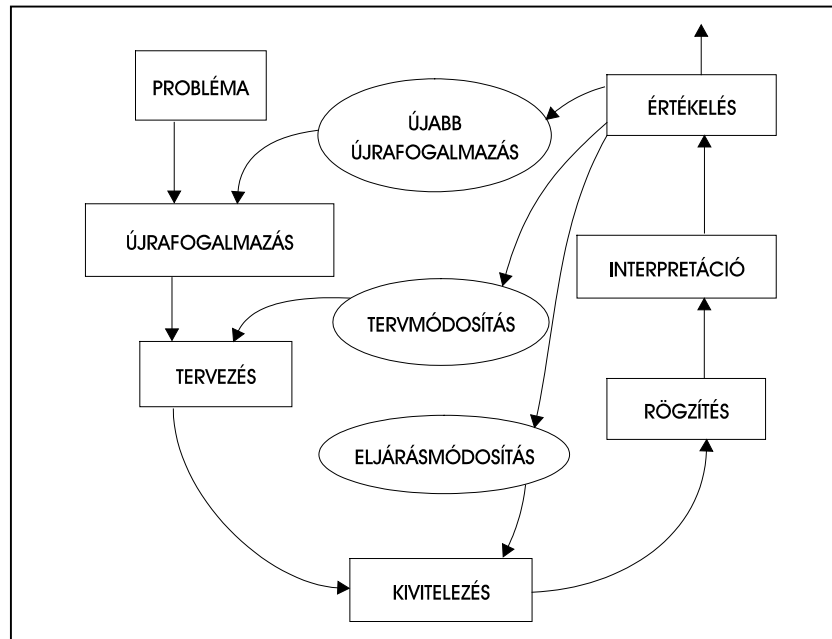 PROBLÉMA
ÉRTÉKELÉS
ÚJABB
ÚJRAFOGALMAZÁS
ÚJRAFOGALMAZÁS
INTERPRETÁCIÓ
TERVMÓDOSÍTÁS
TERVEZÉS
RÖGZÍTÉS
ELJÁRÁSMÓDOSÍTÁS
KIVITELEZÉS